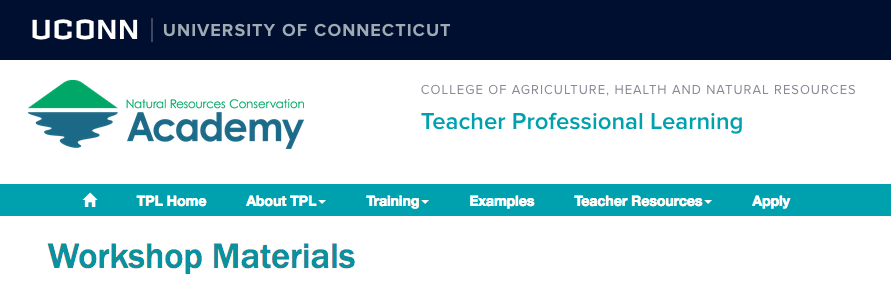 UCONN UNIVERSITY OF CONNECTICUT
Natural Resources Conservation
Academy
COLLEGE OF AGRICULTURE, HEALTH AND NATURAL RESOURCES
Teacher Professional Learning
TPL Home About TPL Training Examples Teacher Resources Apply
Workshop Materials